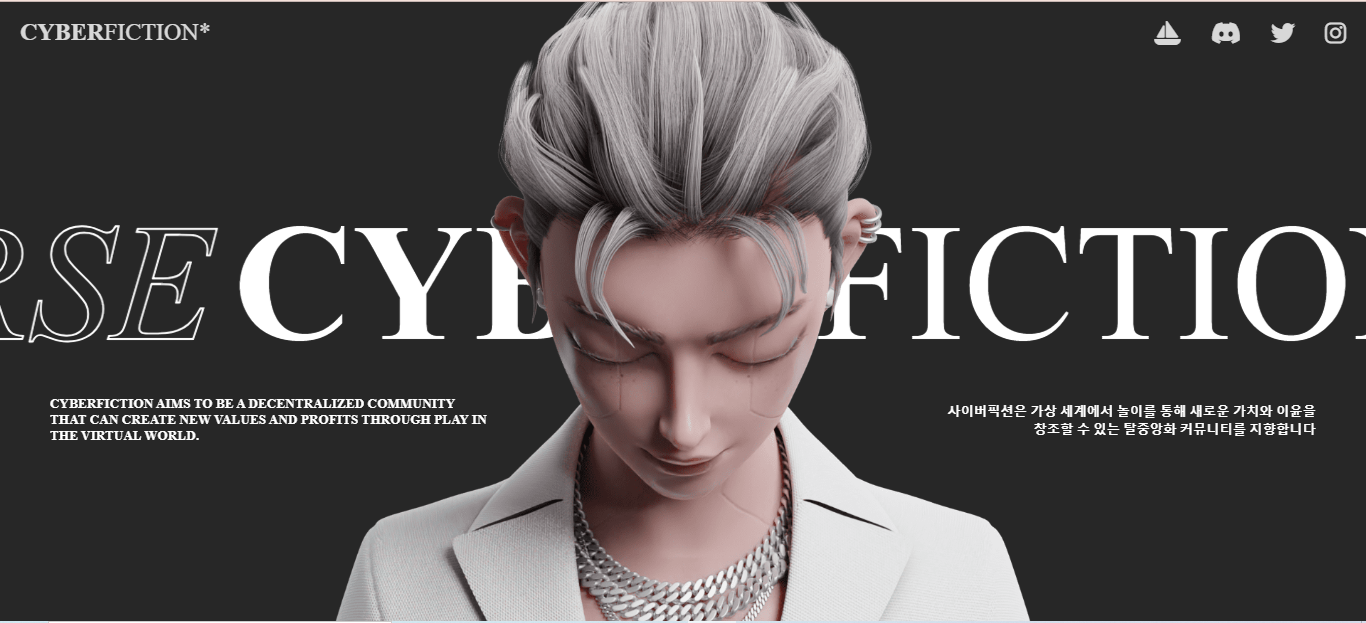 CYBERFICTION*
RSE CYBERFICTION
CYBERFICTION AIMS TO BE A DECENTRALIZED COMMUNITY
THAT CAN CREATE NEW VALUES AND PROFITS THROUGH PLAY IN
THE VIRTUAL WORLD.
사이버픽션은 가상 세계에서 놀이를 통해 새로운 가치와 이윤을
창조할 수 있는 탈중앙화 커뮤니티를 지향합니다